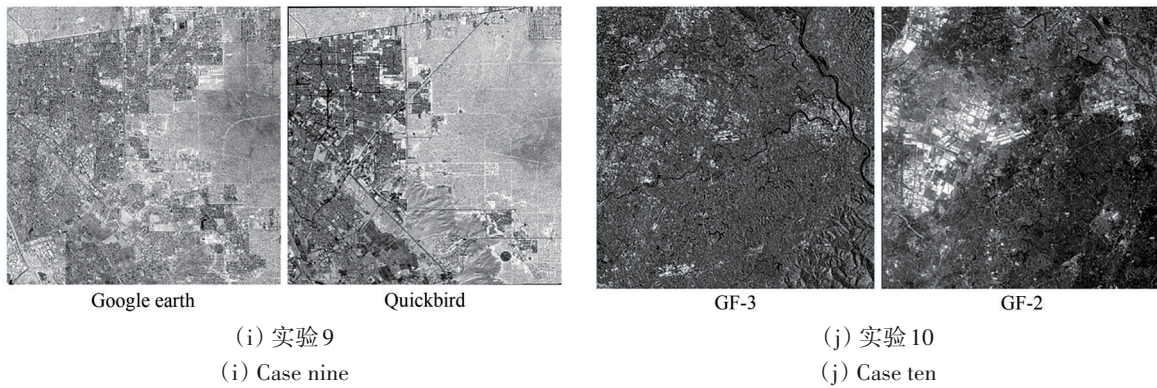 Google earth
Quickbird
GF-3
GF-2
(i) 实验9
(j) 实验10
(i) Case nine
(j) Case ten